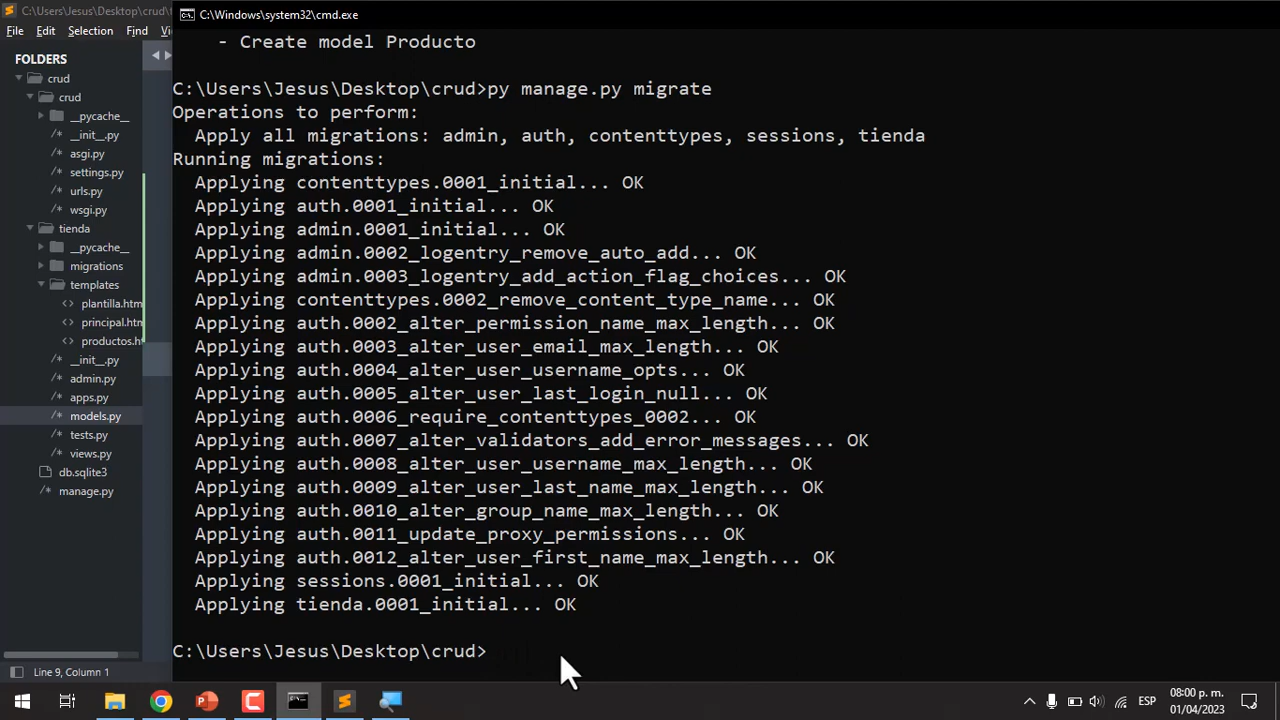 C:\Users\Jesus\Desktop\crud\
File Edit Selection Find
FOLDERS
crud
crud
__pycache__
__init__.py
asgi.py
settings.py
urls.py
wsgi.py
tienda
__pycache__
migrations
templates
plantilla.htm
principal.htm
productos.h
__init__.py
admin.py
apps.py
models.py
tests.py
views.py
db.sqlite3
manage.py
Line 9, Column 1
C:\Windows\system32\cmd.exe
- Create model Producto
C:\Users\Jesus\Desktop\crud>py manage.py migrate
Operations to perform:
Apply all migrations: admin, auth, contenttypes, sessions, tienda
Running migrations:
Applying contenttypes.0001_initial... OK
Applying auth.0001_initial... OK
Applying admin.0001_initial... OK
Applying admin.0002_logentry_remove_auto_add... OK
Applying admin.0003_logentry_add_action_flag_choices... OK
Applying contenttypes.0002_remove_content_type_name... OK
Applying auth.0002_alter_permission_name_max_length... OK
Applying auth.0003_alter_user_email_max_length... OK
Applying auth.0004_alter_user_username_opts... OK
Applying auth.0005_alter_user_last_login_null... OK
Applying auth.0006_require_contenttypes_0002... OK
Applying auth.0007_alter_validators_add_error_messages... OK
Applying auth.0008_alter_user_username_max_length... OK
Applying auth.0009_alter_user_last_name_max_length... OK
Applying auth.0010_alter_group_name_max_length... OK
Applying auth.0011_update_proxy_permissions... OK
Applying auth.0012_alter_user_first_name_max_length... OK
Applying sessions.0001_initial... OK
Applying tienda.0001_initial... OK
C:\Users\Jesus\Desktop\crud>
ESP
08:00 p. m.
01/04/2023